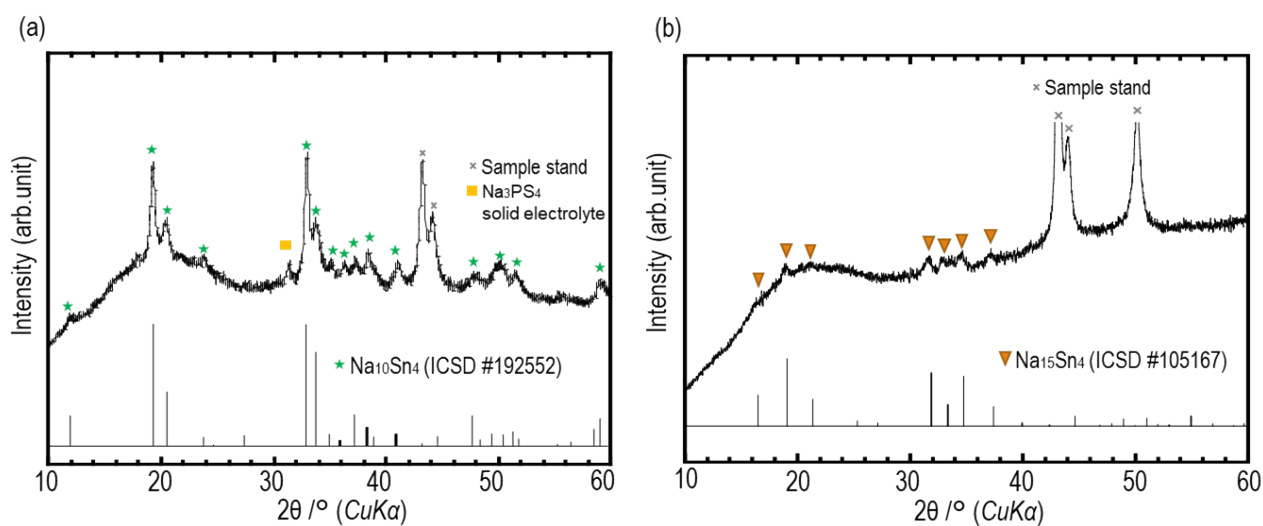 (a)
Intensity (arb.unit)
× Sample stand
Na₃PS₄
solid electrolyte
★ Na₁₀Sn₄ (ICSD #192552)
10 20 30 40 50 60
2θ /° (CuKα)
(b)
Intensity (arb.unit)
× Sample stand
Na₁₅Sn₄ (ICSD #105167)
10 20 30 40 50 60
2θ /° (CuKα)